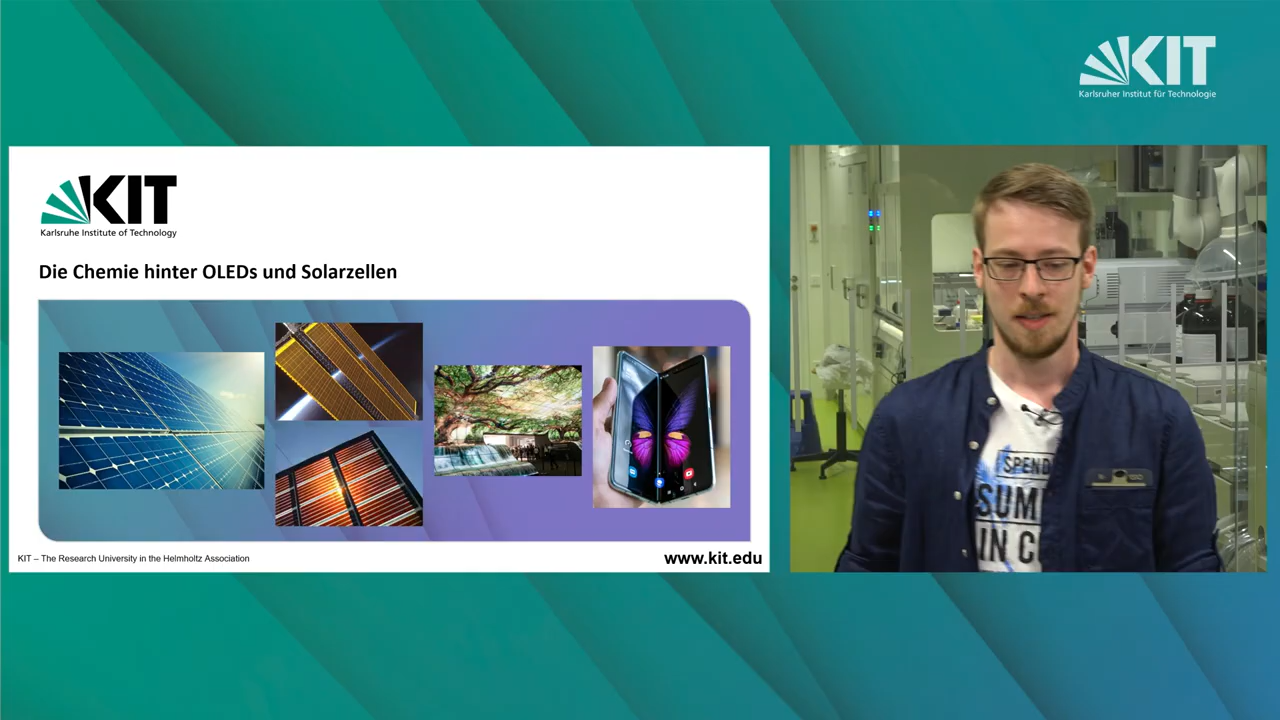 KIT
Karlsruher Institut für Technologie
KIT
Karlsruhe Institute of Technology
Die Chemie hinter OLEDs und Solarzellen
KIT – The Research University in the Helmholtz Association
www.kit.edu
SPEND
SUM
IN C